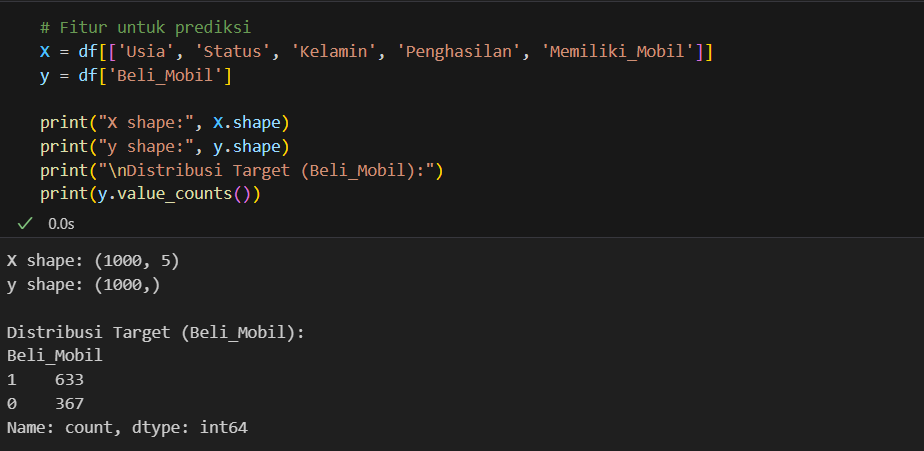 # Fitur untuk prediksi
X = df[['Usia', 'Status', 'Kelamin', 'Penghasilan', 'Memiliki_Mobil']]
y = df['Beli_Mobil']
print("X shape:", X.shape)
print("y shape:", y.shape)
print("\nDistribusi Target (Beli_Mobil):")
print(y.value_counts())
0.0s
X shape: (1000, 5)
y shape: (1000,)
Distribusi Target (Beli_Mobil):
Beli_Mobil
1    633
0    367
Name: count, dtype: int64